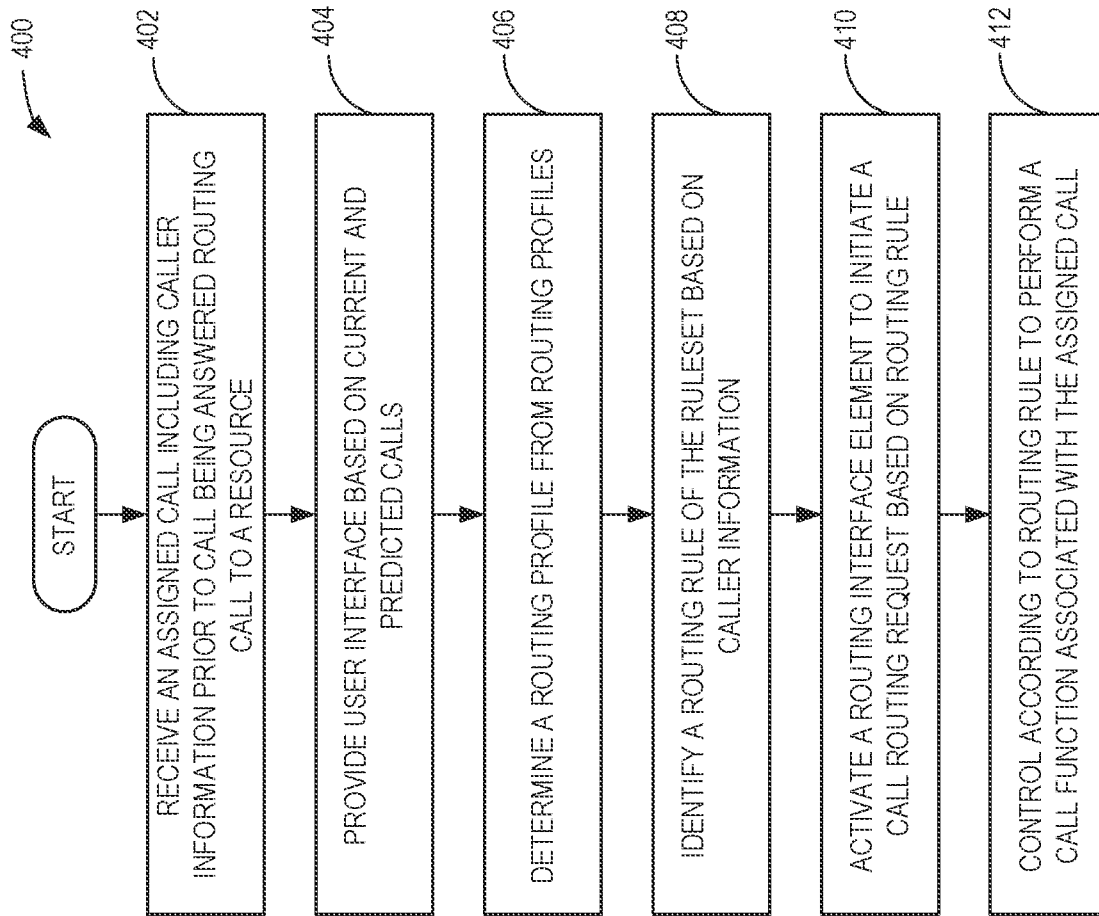 400
START
RECEIVE AN ASSIGNED CALL INCLUDING CALLER
INFORMATION PRIOR TO CALL BEING ANSWERED ROUTING
CALL TO A RESOURCE
402
PROVIDE USER INTERFACE BASED ON CURRENT AND
PREDICTED CALLS
404
DETERMINE A ROUTING PROFILE FROM ROUTING PROFILES
406
IDENTIFY A ROUTING RULE OF THE RULESET BASED ON
CALLER INFORMATION
408
ACTIVATE A ROUTING INTERFACE ELEMENT TO INITIATE A
CALL ROUTING REQUEST BASED ON ROUTING RULE
410
CONTROL ACCORDING TO ROUTING RULE TO PERFORM A
CALL FUNCTION ASSOCIATED WITH THE ASSIGNED CALL
412